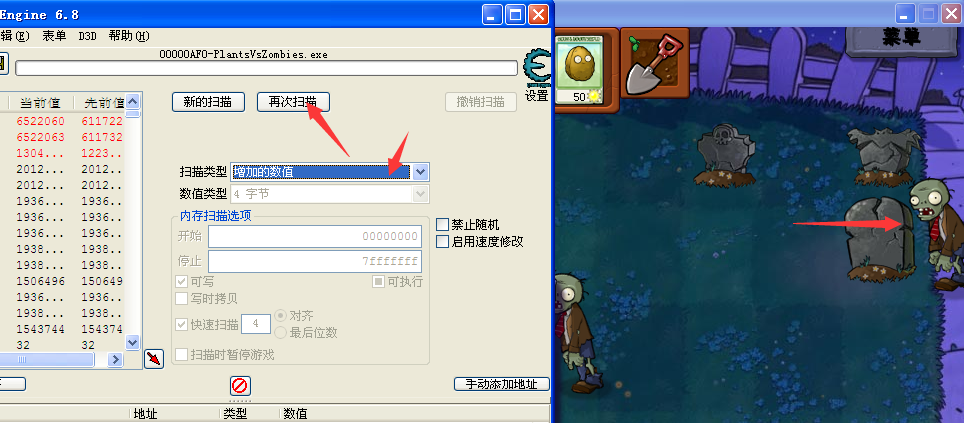 Engine 6.8
辑(E) 表单 D3D 帮助(H)
00000AF0-PlantsVsZombies.exe
设置
当前值 先前值
6522060 611722
6522063 611732
1304... 1223...
2012... 2012...
2012... 2012...
1936... 1936...
1936... 1936...
1936... 1936...
1938... 1938...
1938... 1938...
1506496 150649
1936... 1936...
1938... 1938...
1543744 154374
32 32
新的扫描 再次扫描 撤销扫描
扫描类型 增加的数值
数值类型 4 字节
内存扫描选项
开始 00000000
停止 7fffffff
可写 可执行
写时拷贝
快速扫描 4 对齐
最后位数
扫描时暂停游戏
禁止随机
启用速度修改
手动添加地址
地址 类型 数值
50
菜单